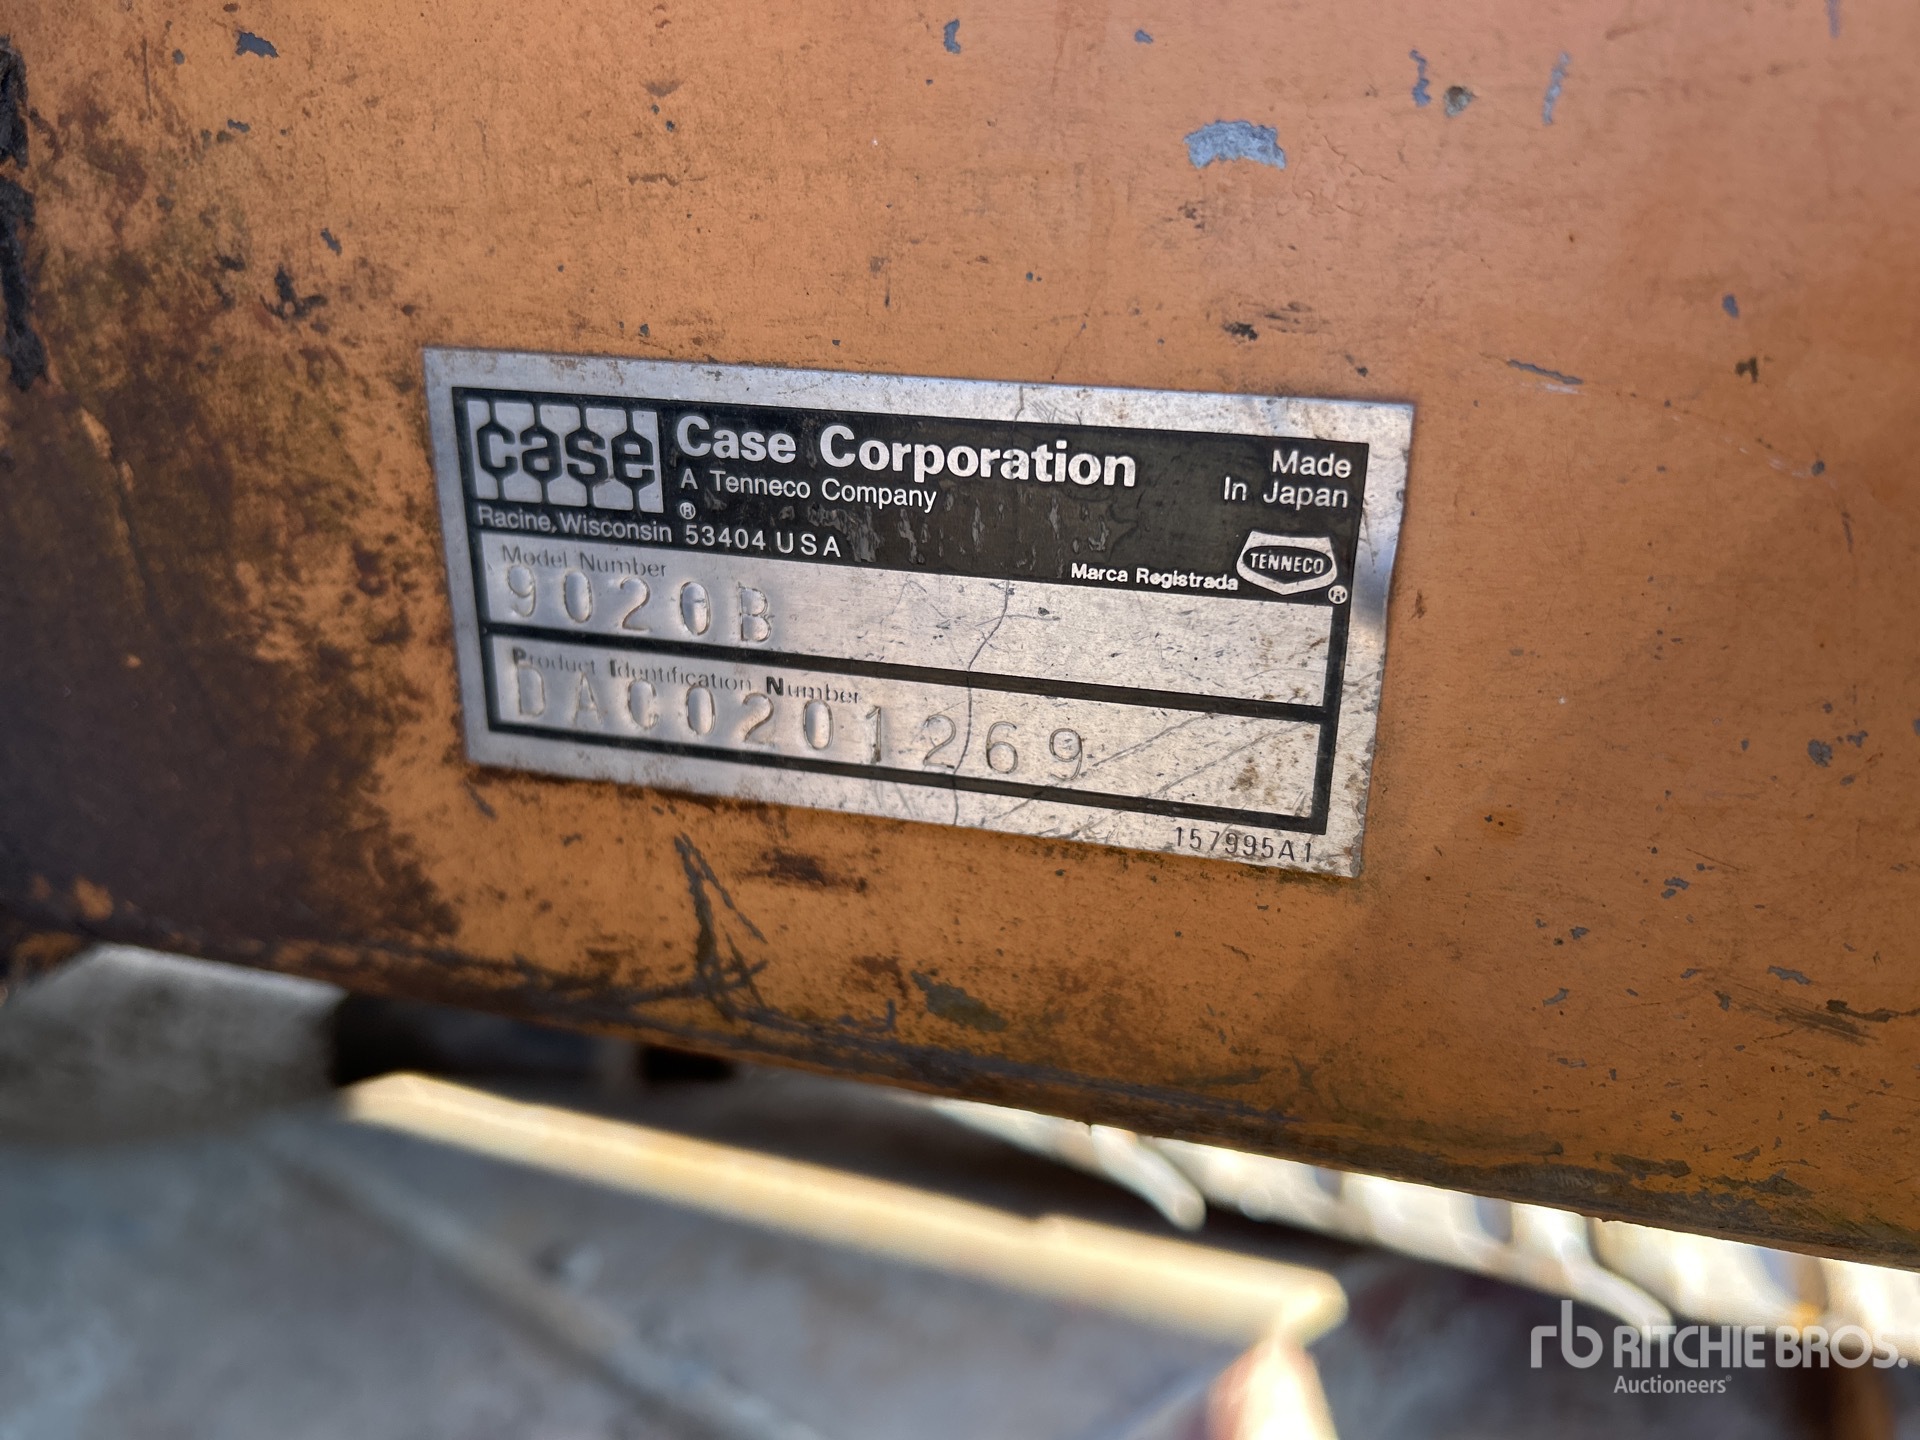 case
Case Corporation
A Tenneco Company
®
Racine, Wisconsin 53404 USA
Made
In Japan
Marca Registrada
TENNECO
®
Model Number
9020B
Product Identification Number
DAC0201269
157995A1
rb RITCHIE BROS.
Auctioneers®